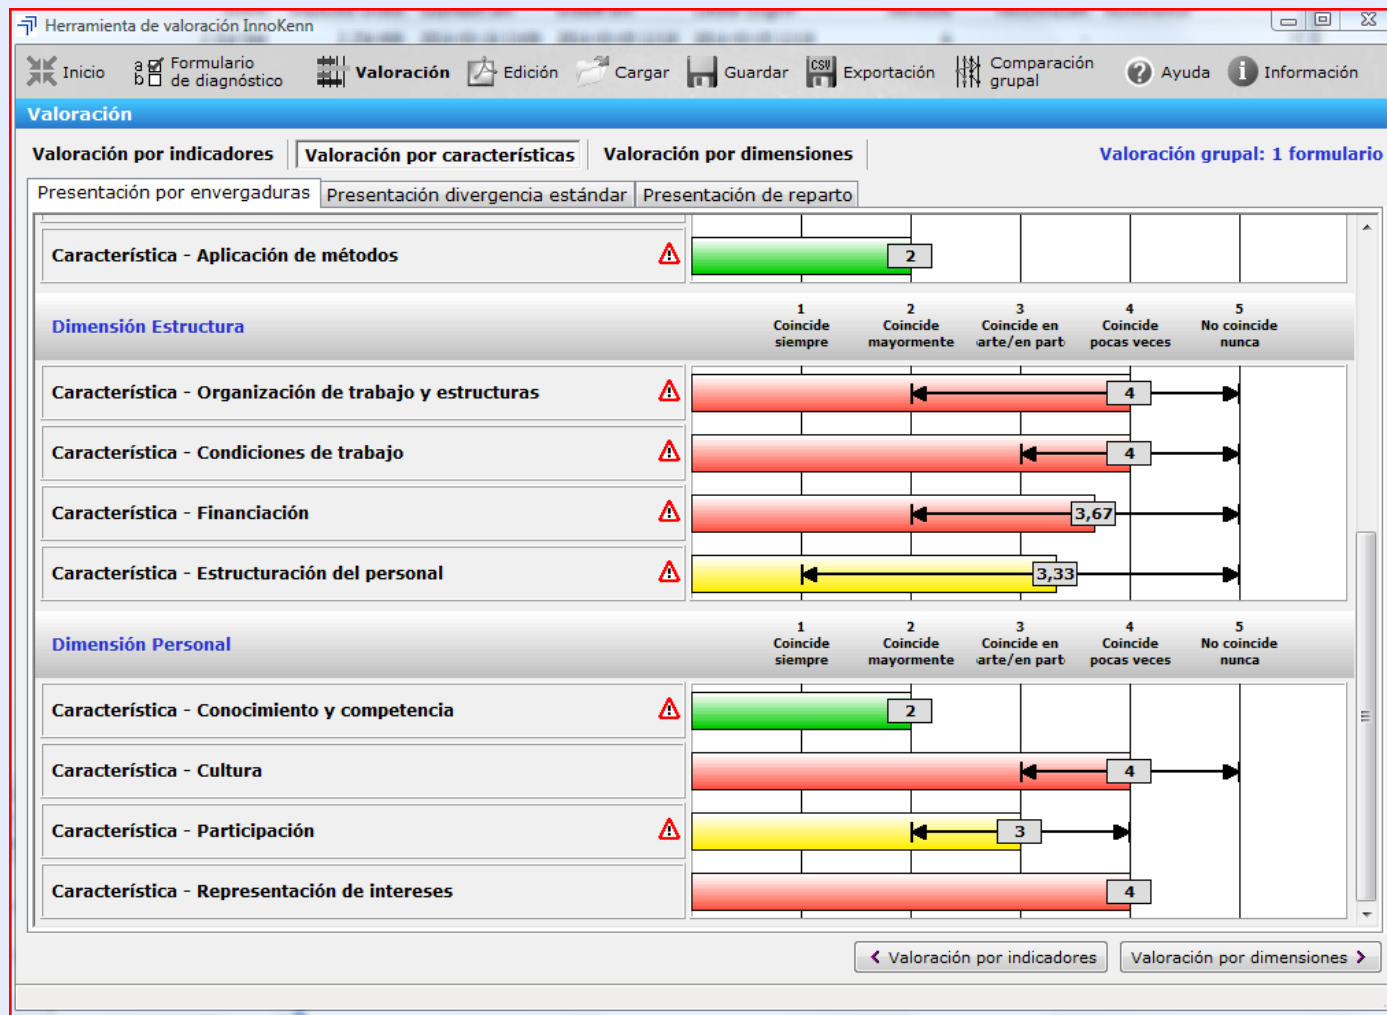 Herramienta de valoración InnoKenn
Inicio
a
b
Formulario
de diagnóstico
Valoración
Edición
Cargar
Guardar
CSV
Exportación
Comparación
grupal
Ayuda
Información
Valoración
Valoración por indicadores
Valoración por características
Valoración por dimensiones
Valoración grupal: 1 formulario
Presentación por envergaduras
Presentación divergencia estándar
Presentación de reparto
Característica - Aplicación de métodos
2
Dimensión Estructura
1
Coincide
siempre
2
Coincide
mayormente
3
Coincide en
arte/en part
4
Coincide
pocas veces
5
No coincide
nunca
Característica - Organización de trabajo y estructuras
4
Característica - Condiciones de trabajo
4
Característica - Financiación
3,67
Característica - Estructuración del personal
3,33
Dimensión Personal
1
Coincide
siempre
2
Coincide
mayormente
3
Coincide en
arte/en part
4
Coincide
pocas veces
5
No coincide
nunca
Característica - Conocimiento y competencia
2
Característica - Cultura
4
Característica - Participación
3
Característica - Representación de intereses
4
Valoración por indicadores
Valoración por dimensiones